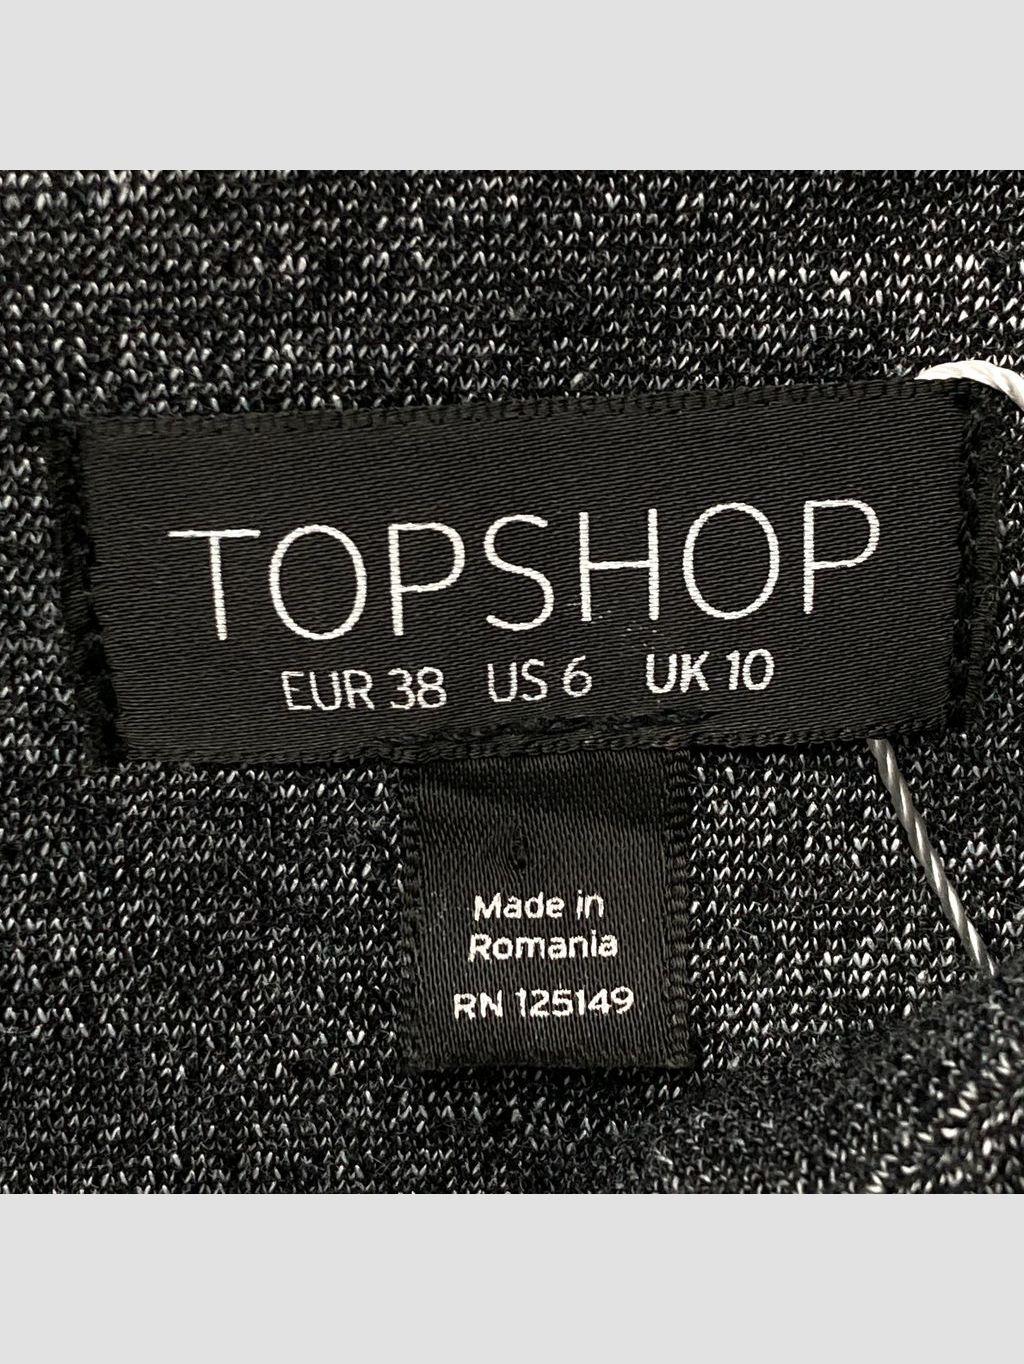 TOPSHOP
EUR 38 US 6 UK 10
Made in
Romania
RN 125149